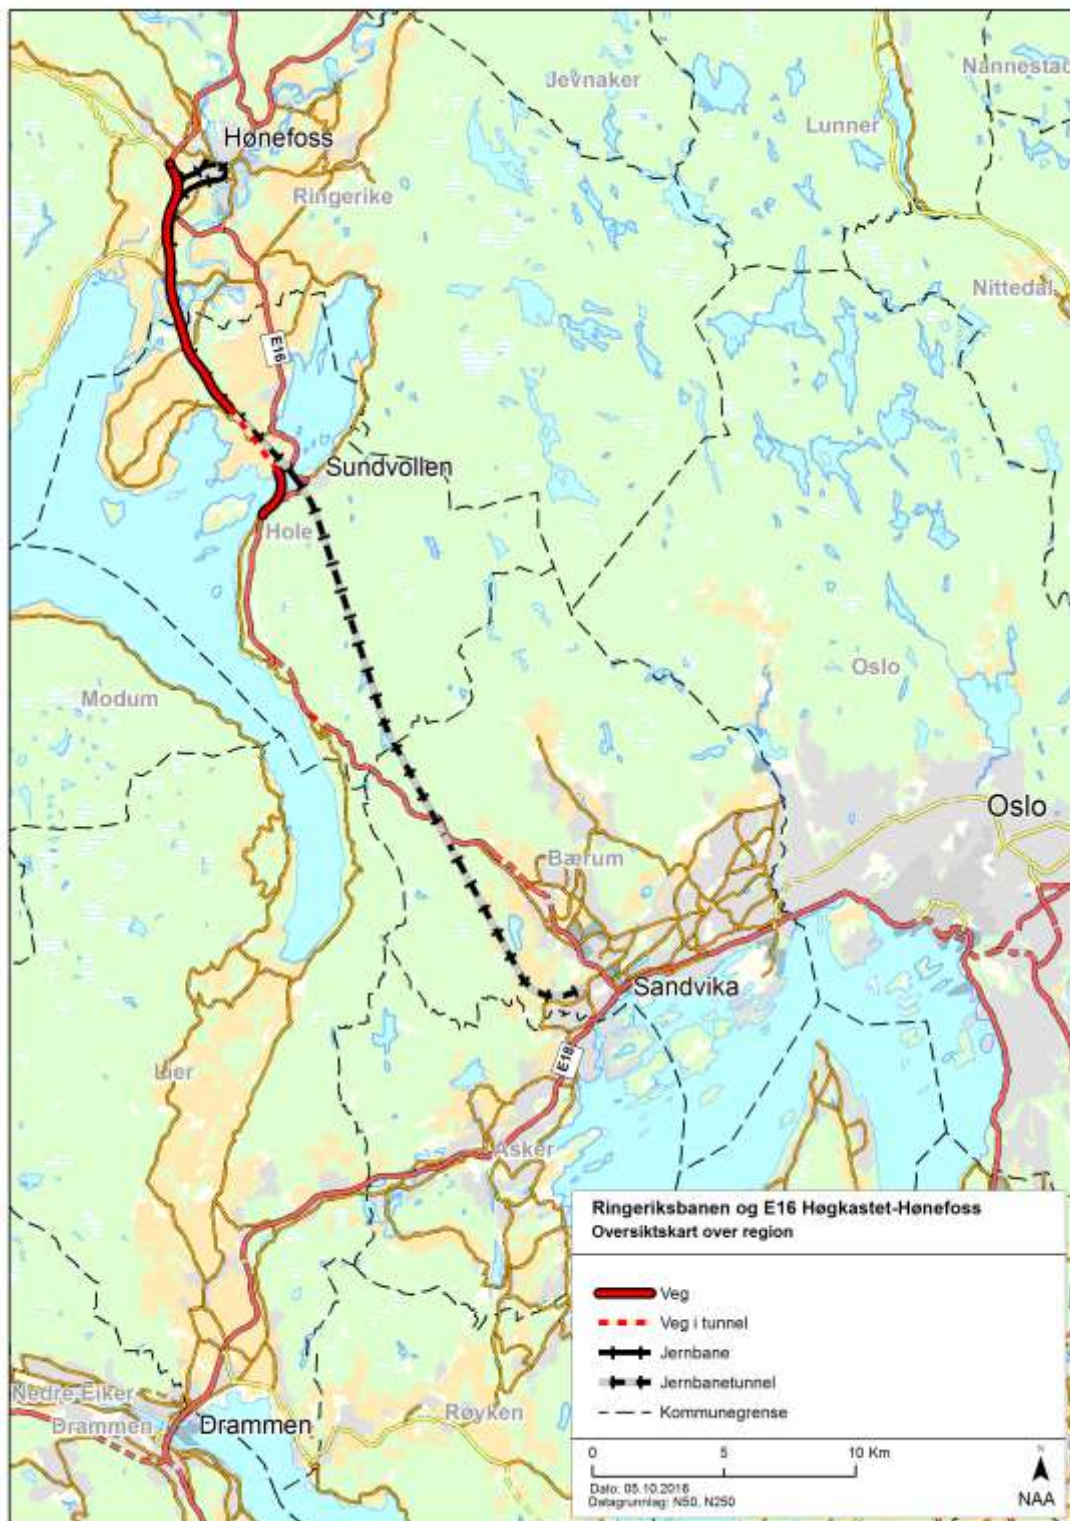 Jevnaker
Nannestad
Lunner
Hønefoss
Ringerike
Nittedal
E16
Sundvollen
Hole
Oslo
Modum
Oslo
Bærum
Sandvika
E18
Lier
Asker
Nedre Eiker
Drammen
Drammen
Røyken
Ringeriksbanen og E16 Høgkastet-Hønefoss
Oversiktskart over region
Veg
Veg i tunnel
Jernbane
Jernbanetunnel
Kommunegrense
0 5 10 Km
Dato: 05.10.2016
Datagrunnlag: N50, N250
N
NAA